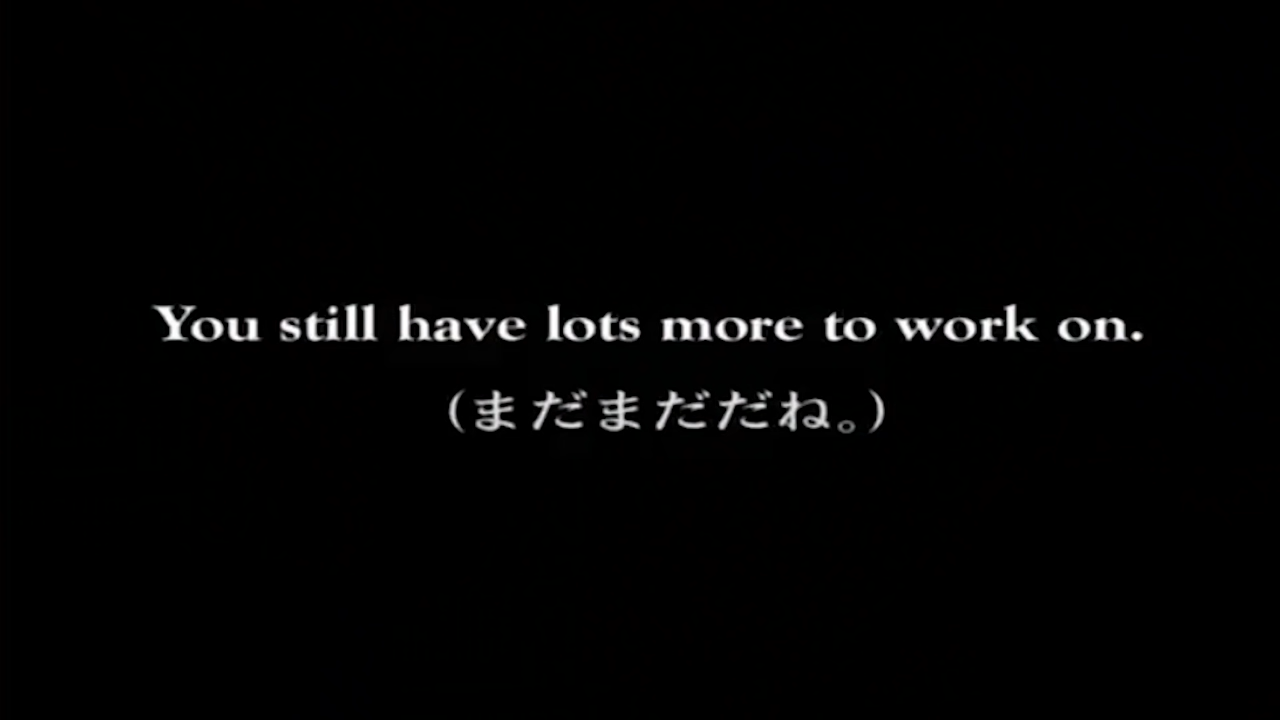 You still have lots more to work on.
(まだまだだね。)